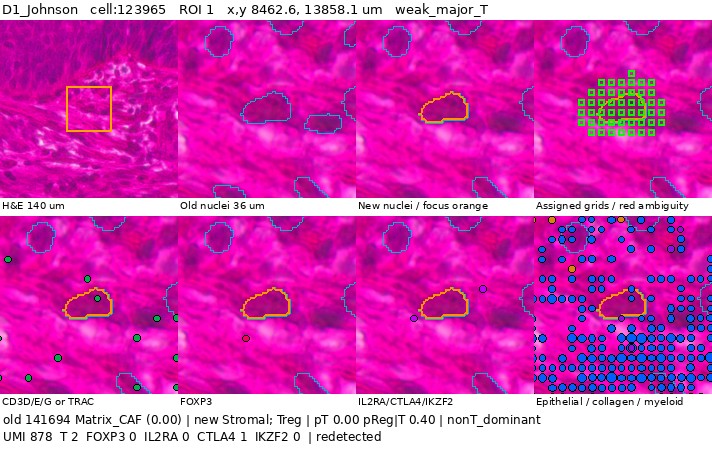 D1_Johnson cell:123965 ROI 1 x,y 8462.6, 13858.1 um weak_major_T
H&E 140 um
Old nuclei 36 um
New nuclei / focus orange
Assigned grids / red ambiguity
CD3D/E/G or TRAC
FOXP3
IL2RA/CTLA4/IKZF2
Epithelial / collagen / myeloid
old 141694 Matrix_CAF (0.00) | new Stromal; Treg | pT 0.00 pReg|T 0.40 | nonT_dominant
UMI 878 T 2 FOXP3 0 IL2RA 0 CTLA4 1 IKZF2 0 | redetected